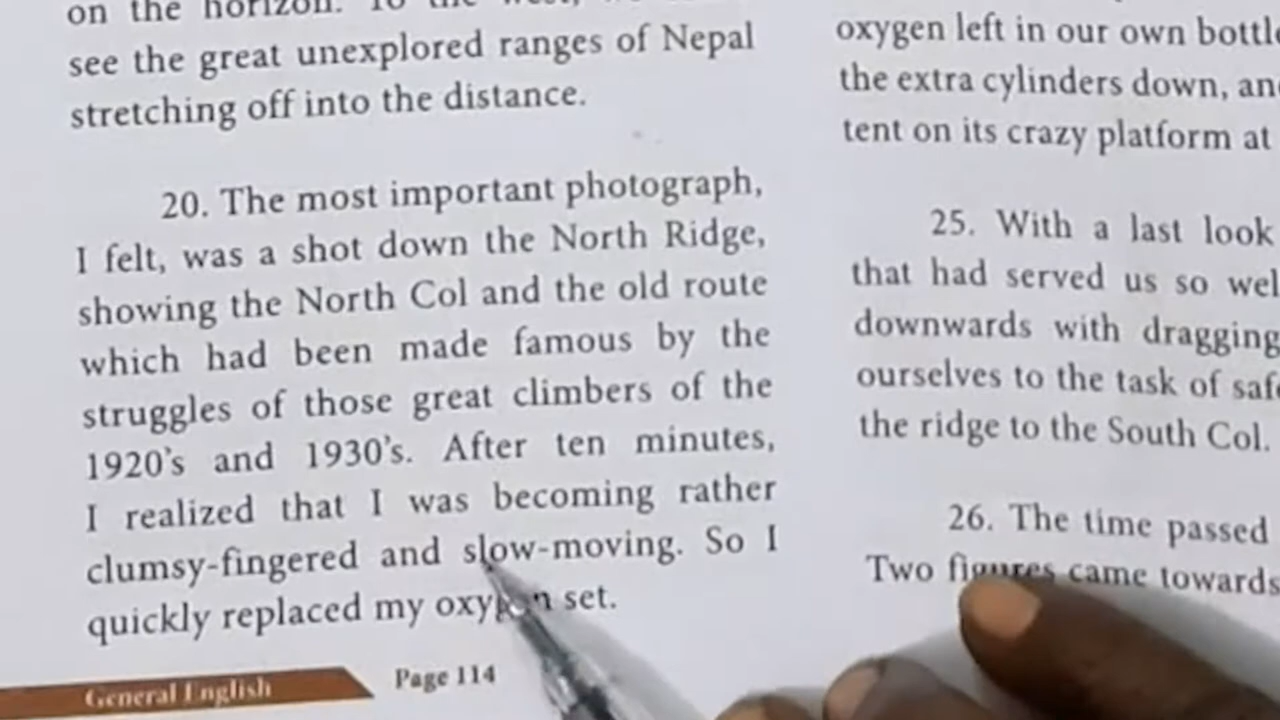 on the horizon. To the west,
see the great unexplored ranges of Nepal
stretching off into the distance.
20. The most important photograph,
I felt, was a shot down the North Ridge,
showing the North Col and the old route
which had been made famous by the
struggles of those great climbers of the
1920's and 1930's. After ten minutes,
I realized that I was becoming rather
clumsy-fingered and slow-moving. So I
quickly replaced my oxygen set.
General English
Page 114
oxygen left in our own
the extra cylinders down,
tent on its crazy platform at
25. With a last look
that had served us so
downwards with dragging
ourselves to the task of
the ridge to the South Col.
26. The time passed
Two figures came towards